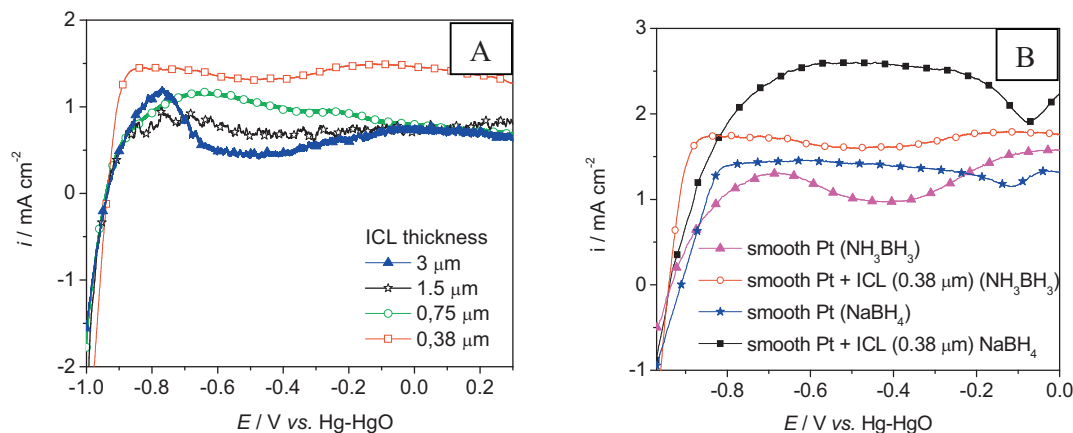 A
2
1
0
-1
-2
-1.0
-0.8
-0.6
-0.4
-0.2
0.0
0.2
i / mA cm⁻²
E / V vs. Hg-HgO
ICL thickness
3 μm
1.5 μm
0,75 μm
0,38 μm
B
3
2
1
0
-1
-0.8
-0.6
-0.4
-0.2
0.0
i / mA cm⁻²
E / V vs. Hg-HgO
smooth Pt (NH₃BH₃)
smooth Pt + ICL (0.38 μm) (NH₃BH₃)
smooth Pt (NaBH₄)
smooth Pt + ICL (0.38 μm) NaBH₄